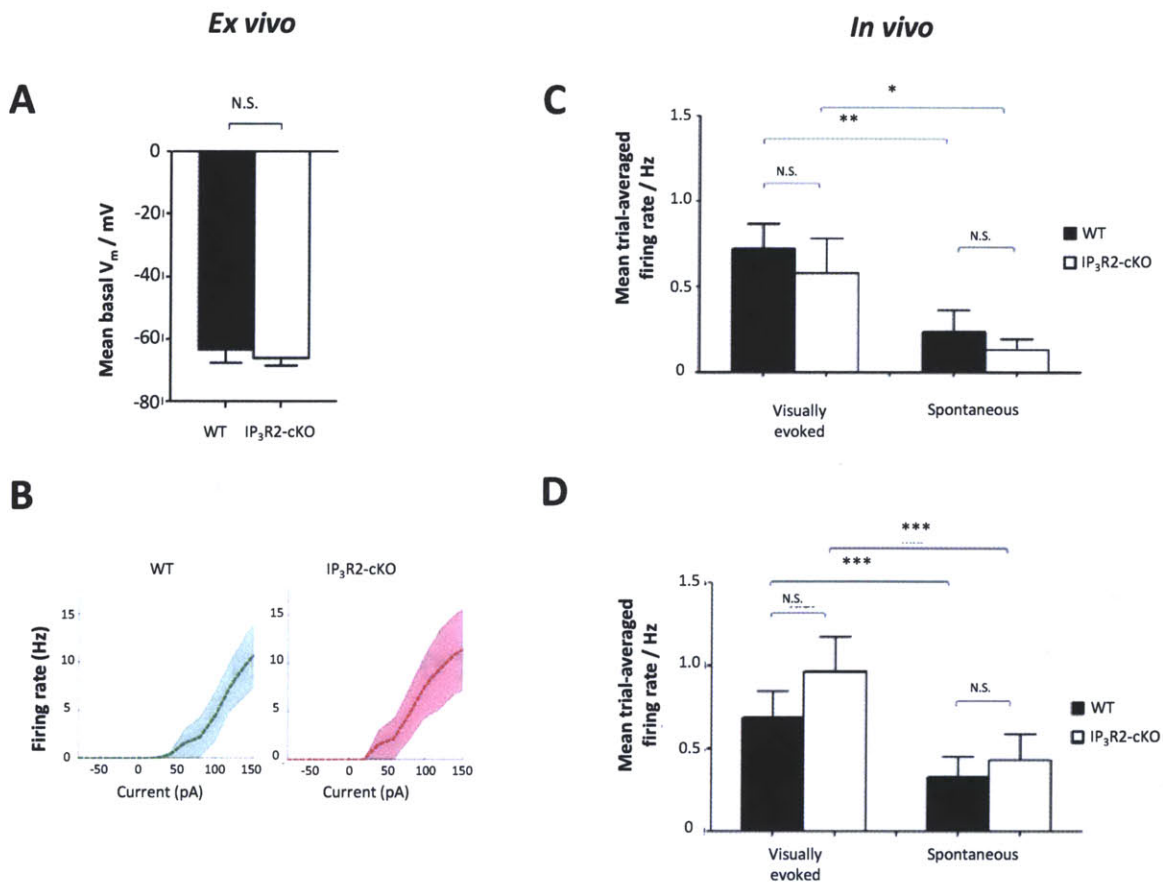 Ex vivo
In vivo
A
N.S.
Mean basal Vm / mV
0
-20
-40
-60
-80
WT IP3R2-cKO
B
WT
IP3R2-cKO
Firing rate (Hz)
15
10
5
0
15
10
5
0
-50 0 50 100 150
-50 0 50 100 150
Current (pA)
Current (pA)
C
*
**
N.S.
N.S.
Mean trial-averaged
firing rate / Hz
1.5
1.0
0.5
0
WT
IP3R2-cKO
Visually
evoked
Spontaneous
D
***
***
N.S.
N.S.
Mean trial-averaged
firing rate / Hz
1.5
1.0
0.5
0
WT
IP3R2-cKO
Visually
evoked
Spontaneous